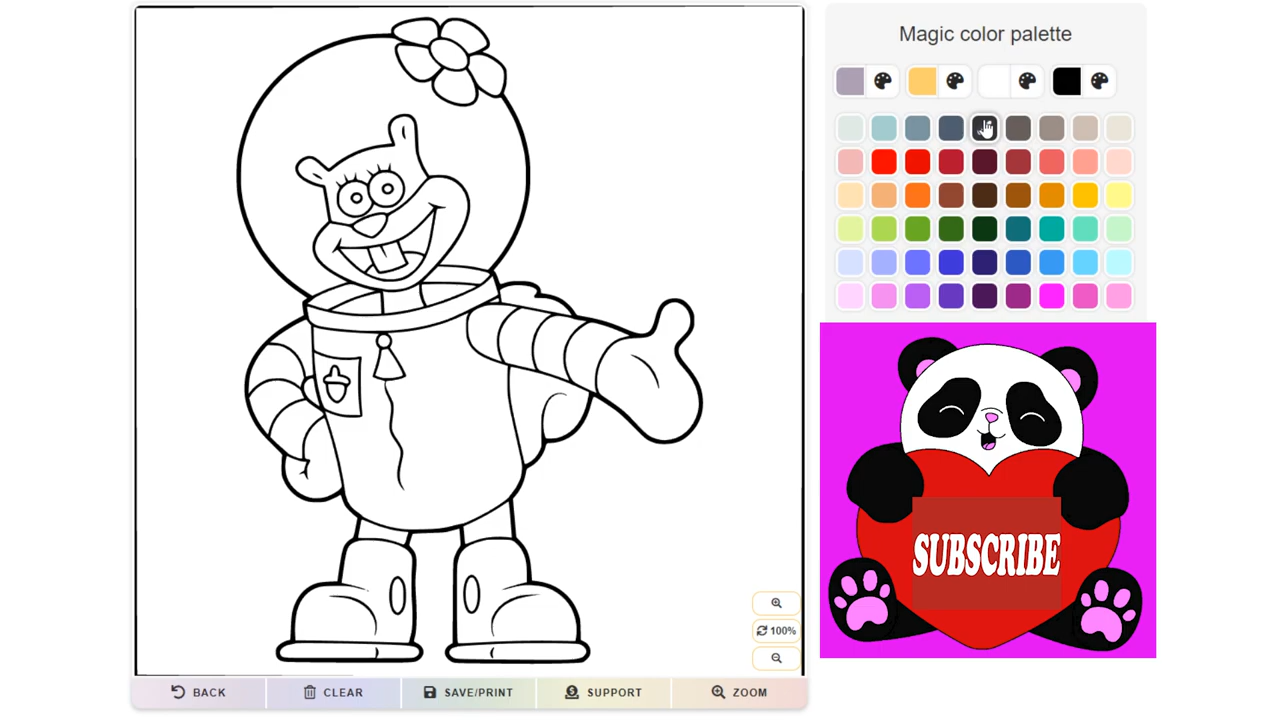 Magic color palette
SUBSCRIBE
100%
BACK
CLEAR
SAVE/PRINT
SUPPORT
ZOOM